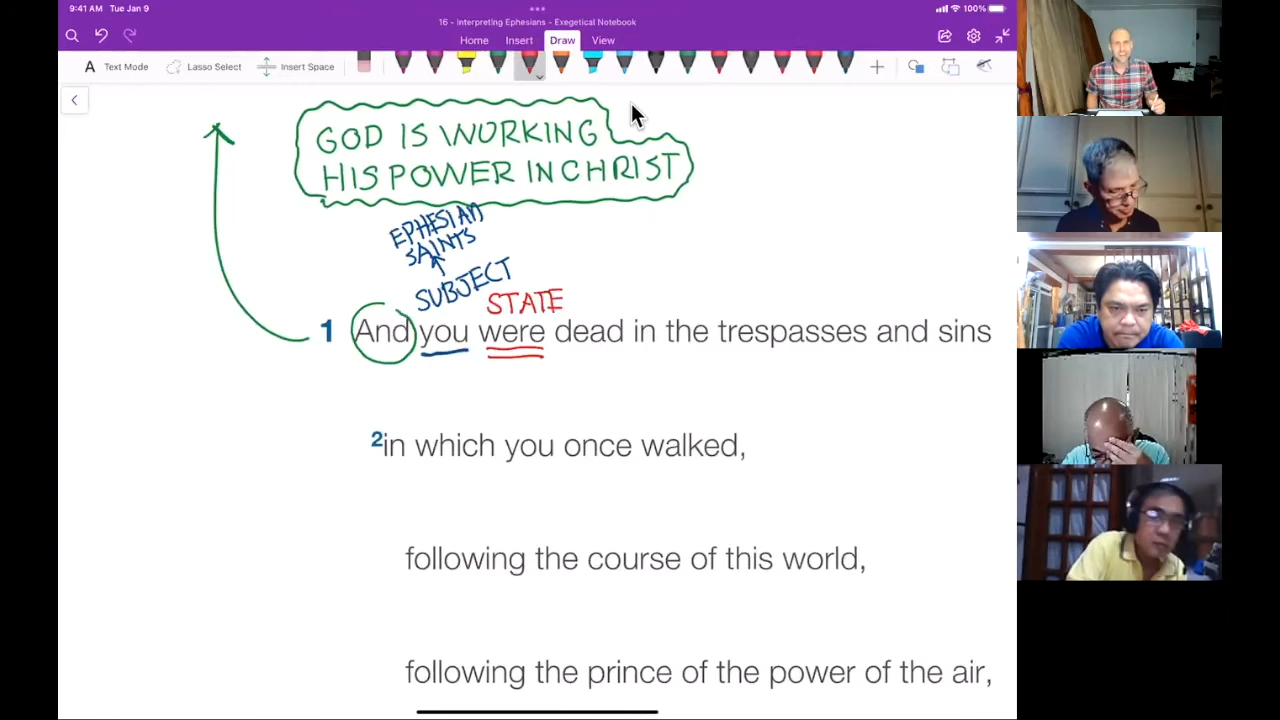 9:41 AM Tue Jan 9
100%
16 - Interpreting Ephesians - Exegetical Notebook
Home Insert Draw View
A Text Mode Lasso Select Insert Space
GOD IS WORKING
HIS POWER IN CHRIST
EPHESIAN
SAINTS
SUBJECT
STATE
1 And you were dead in the trespasses and sins
2in which you once walked,
following the course of this world,
following the prince of the power of the air,